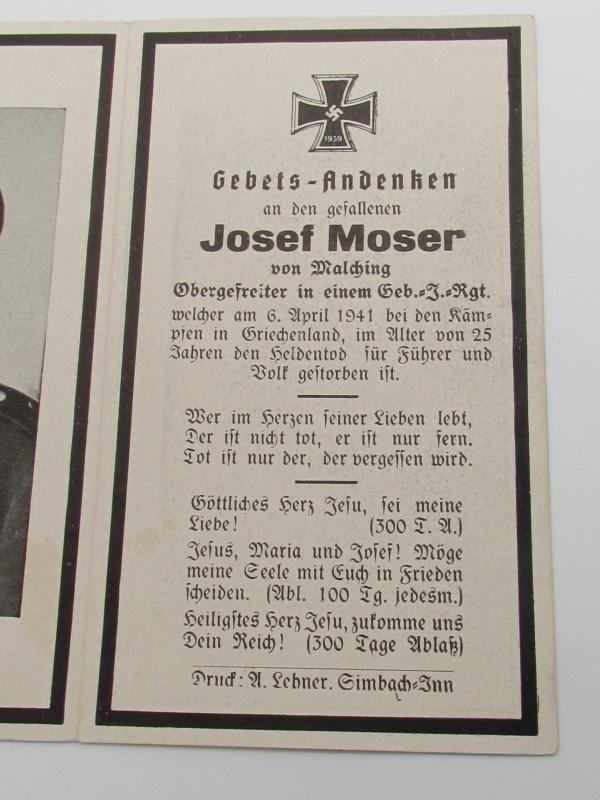 1939
Gebets-Andenken
an den gefallenen
Josef Moser
von Malching
Obergefreiter in einem Geb.-J.-Rgt.
welcher am 6. April 1941 bei den Käm-
pfen in Griechenland, im Alter von 25
Jahren den Heldentod für Führer und
Volk gestorben ist.
Wer im Herzen seiner Lieben lebt,
Der ist nicht tot, er ist nur fern.
Tot ist nur der, der vergessen wird.
Göttliches Herz Jesu, sei meine
Liebe! (300 T. A.)
Jesus, Maria und Josef! Möge
meine Seele mit Euch in Frieden
scheiden. (Abl. 100 Tg. jedesm.)
Heiligstes Herz Jesu, zukomme uns
Dein Reich! (300 Tage Ablaß)
Druck: A. Lehner. Simbach-Inn